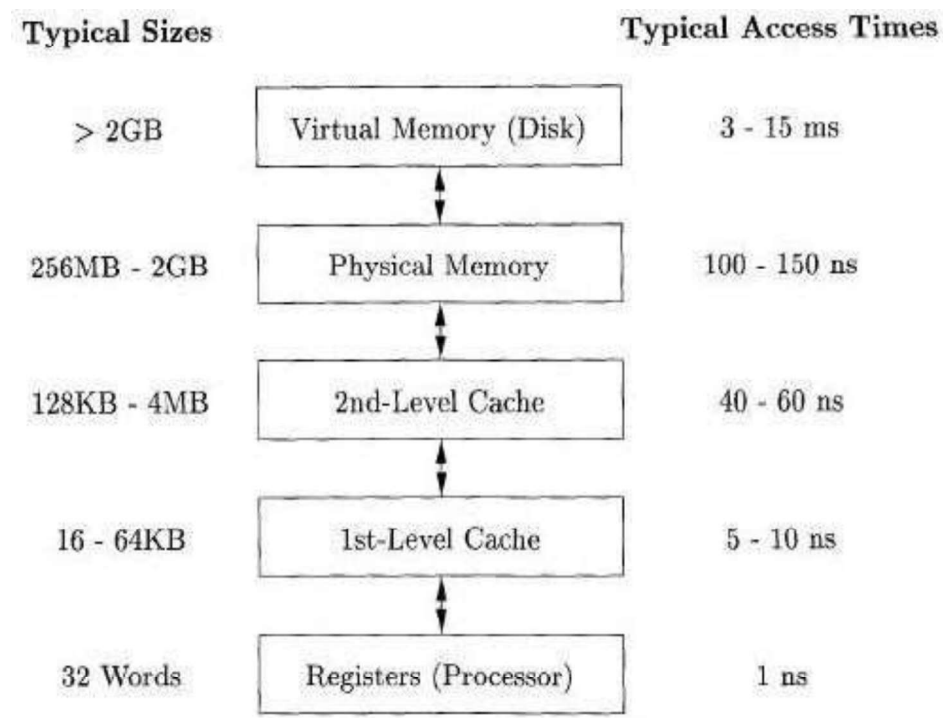 Typical Sizes Typical Access Times
> 2GB Virtual Memory (Disk) 3 - 15 ms
256MB - 2GB Physical Memory 100 - 150 ns
128KB - 4MB 2nd-Level Cache 40 - 60 ns
16 - 64KB 1st-Level Cache 5 - 10 ns
32 Words Registers (Processor) 1 ns